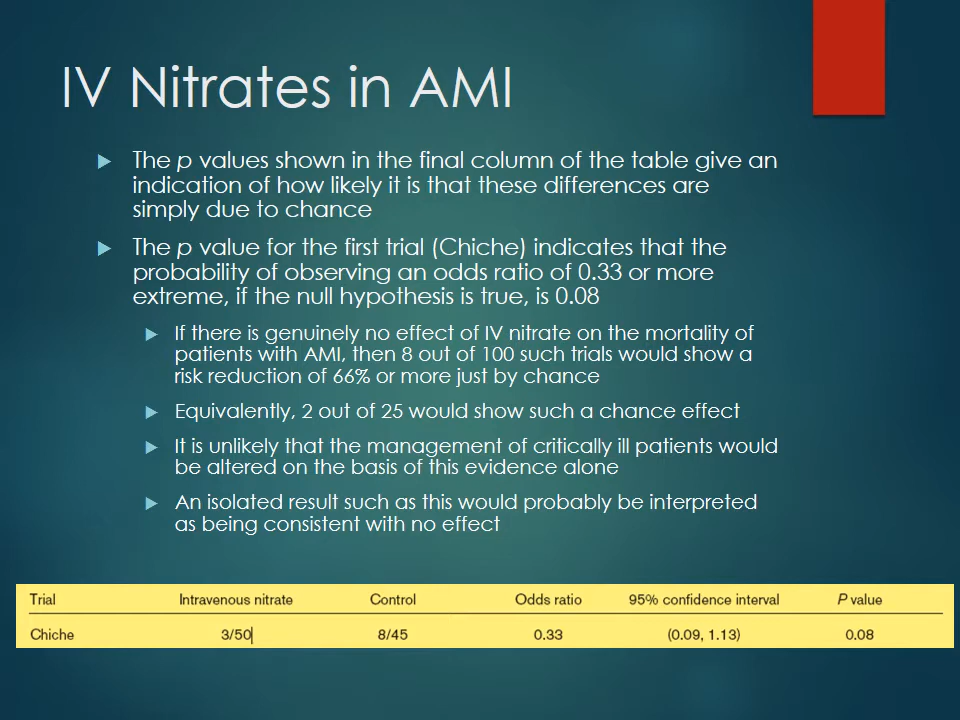 IV Nitrates in AMI
The p values shown in the final column of the table give an
indication of how likely it is that these differences are
simply due to chance
The p value for the first trial (Chiche) indicates that the
probability of observing an odds ratio of 0.33 or more
extreme, if the null hypothesis is true, is 0.08
If there is genuinely no effect of IV nitrate on the mortality of
patients with AMI, then 8 out of 100 such trials would show a
risk reduction of 66% or more just by chance
Equivalently, 2 out of 25 would show such a chance effect
It is unlikely that the management of critically ill patients would
be altered on the basis of this evidence alone
An isolated result such as this would probably be interpreted
as being consistent with no effect
Trial Intravenous nitrate Control Odds ratio 95% confidence interval P value
Chiche 3/50 8/45 0.33 (0.09, 1.13) 0.08